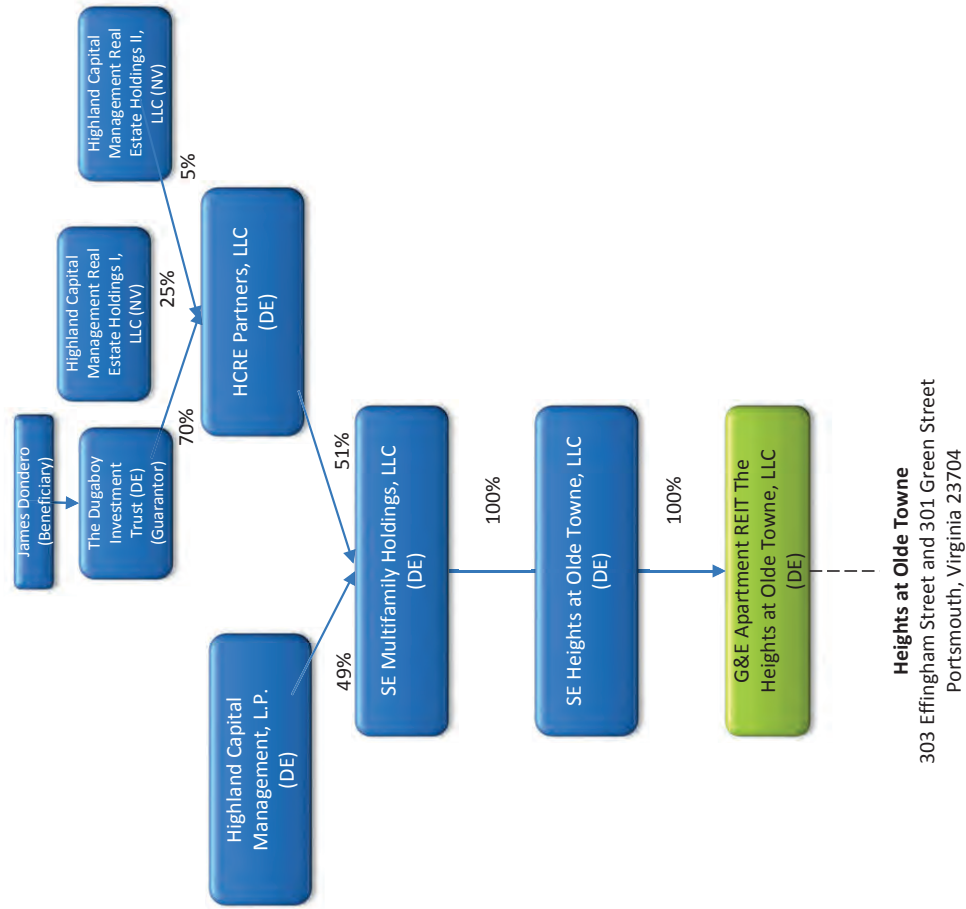 James Dondero
(Beneficiary)
The Dugaboy
Investment
Trust (DE)
(Guarantor)
Highland Capital
Management Real
Estate Holdings I,
LLC (NV)
Highland Capital
Management Real
Estate Holdings II,
LLC (NV)
70%
25%
5%
Highland Capital
Management, L.P.
(DE)
HCRE Partners, LLC
(DE)
49%
51%
SE Multifamily Holdings, LLC
(DE)
100%
SE Heights at Olde Towne, LLC
(DE)
100%
G&E Apartment REIT The
Heights at Olde Towne, LLC
(DE)
Heights at Olde Towne
303 Effingham Street and 301 Green Street
Portsmouth, Virginia 23704